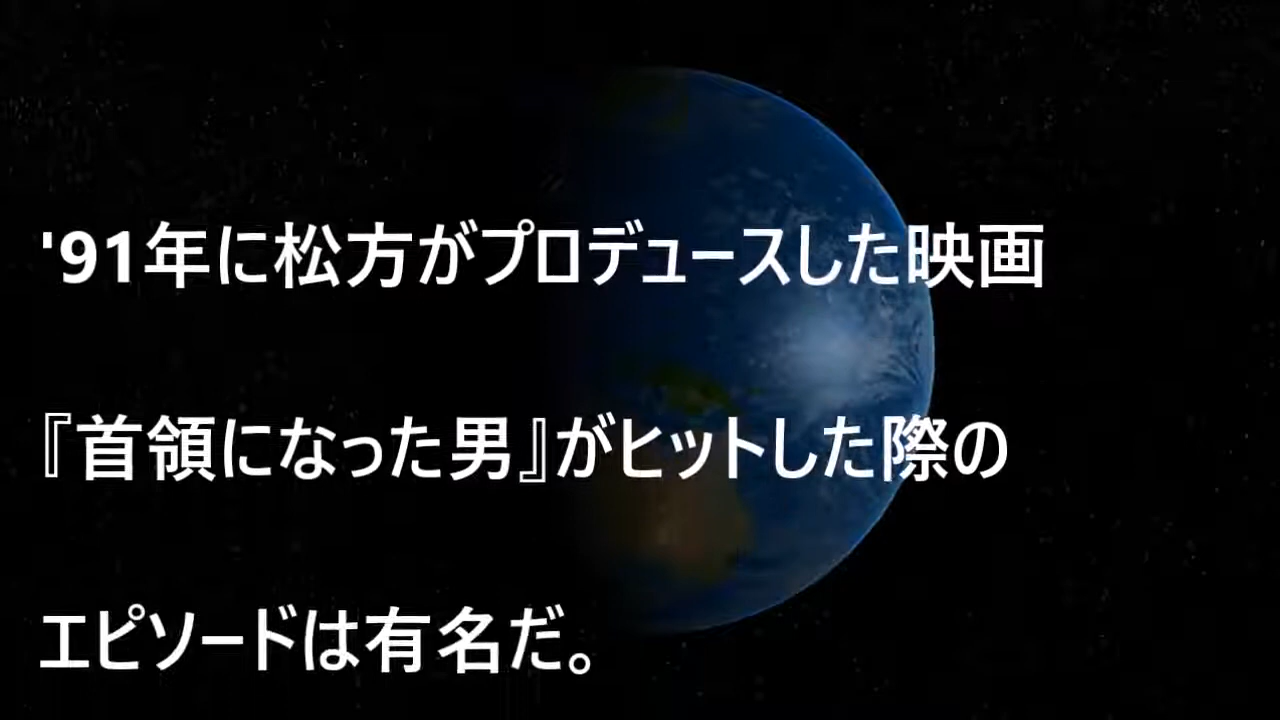 '91年に松方がプロデュースした映画
『首領になった男』がヒットした際の
エピソードは有名だ。